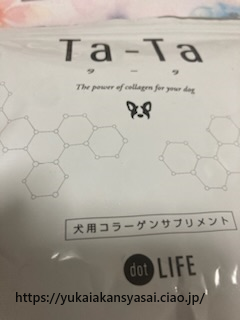 Ta-Ta
タータ
The power of collagen for your dog
犬用コラーゲンサプリメント
dot LIFE
https://yukaiakansyasai.ciao.jp/